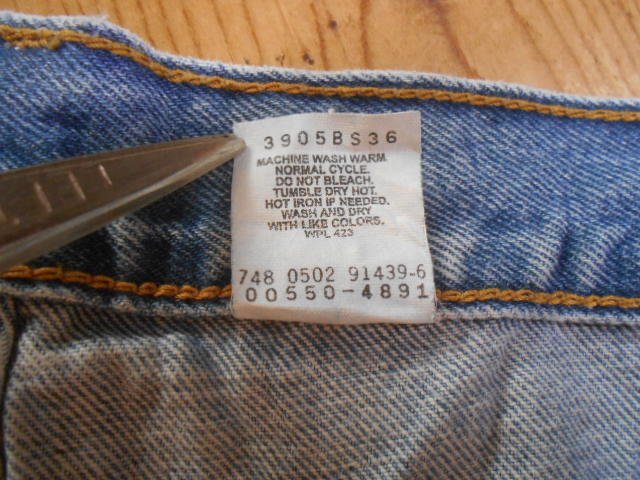 3905BS36
MACHINE WASH WARM
NORMAL CYCLE.
DO NOT BLEACH.
TUMBLE DRY HOT.
HOT IRON IF NEEDED.
WASH AND DRY
WITH LIKE COLORS.
WPL 423
748 0502 91439-6
00550-4891